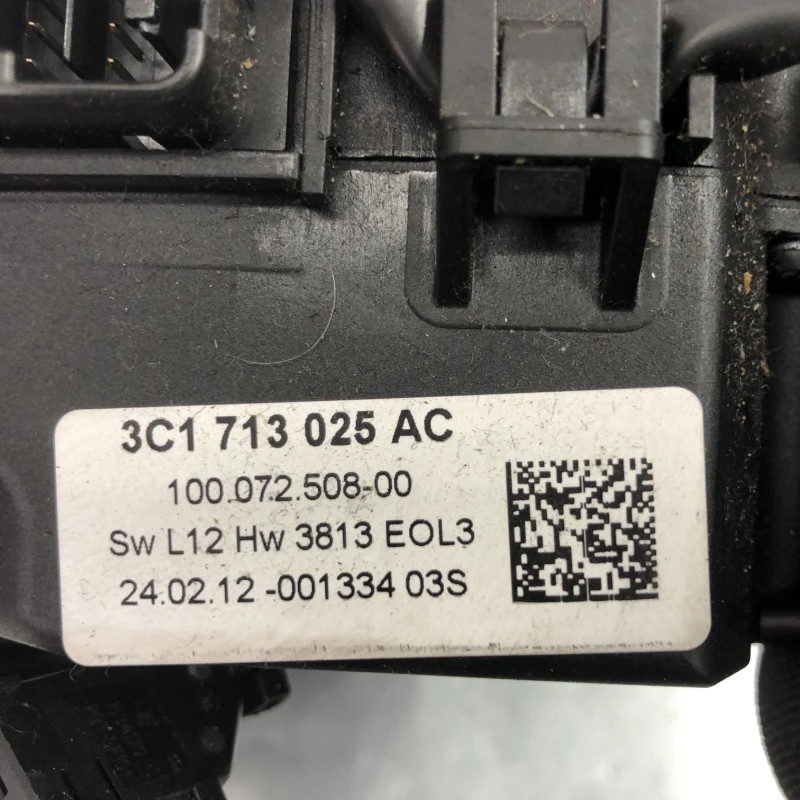 3C1 713 025 AC
100.072.508-00
Sw L12 Hw 3813 EOL3
24.02.12 -001334 03S